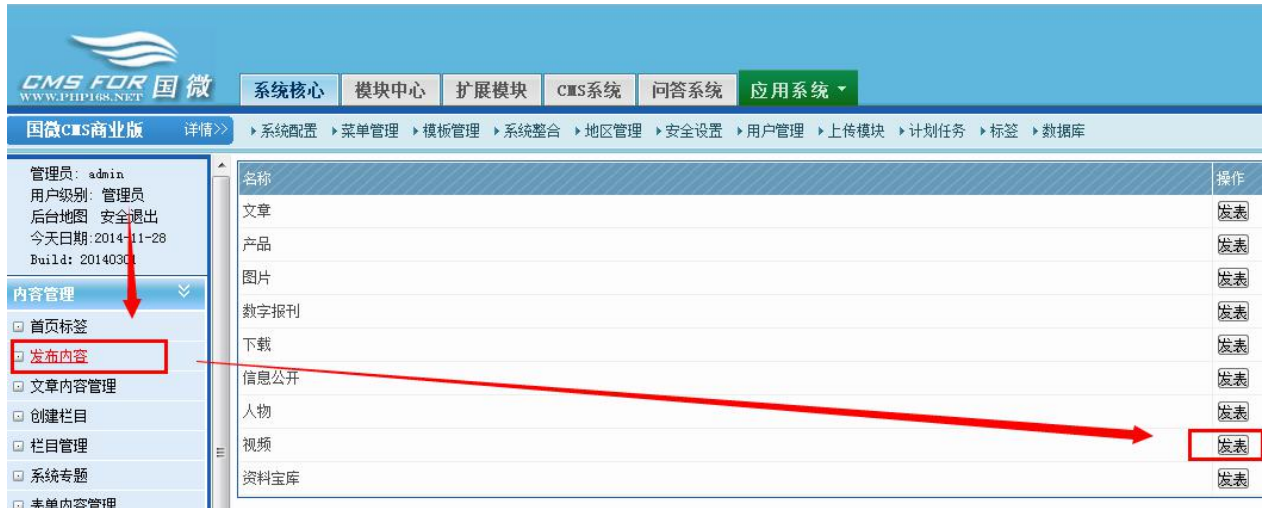 CMS FOR 国微
WWW.PHP168.NET
系统核心 模块中心 扩展模块 CMS系统 问答系统 应用系统
国微CMS商业版 详情>>
系统配置 菜单管理 模板管理 系统整合 地区管理 安全设置 用户管理 上传模块 计划任务 标签 数据库
管理员: admin
用户级别: 管理员
后台地图 安全退出
今天日期:2014-11-28
Build: 20140301
内容管理
首页标签
发布内容
文章内容管理
创建栏目
栏目管理
系统专题
表单内容管理
名称 操作
文章 发表
产品 发表
图片 发表
数字报刊 发表
下载 发表
信息公开 发表
人物 发表
视频 发表
资料宝库 发表